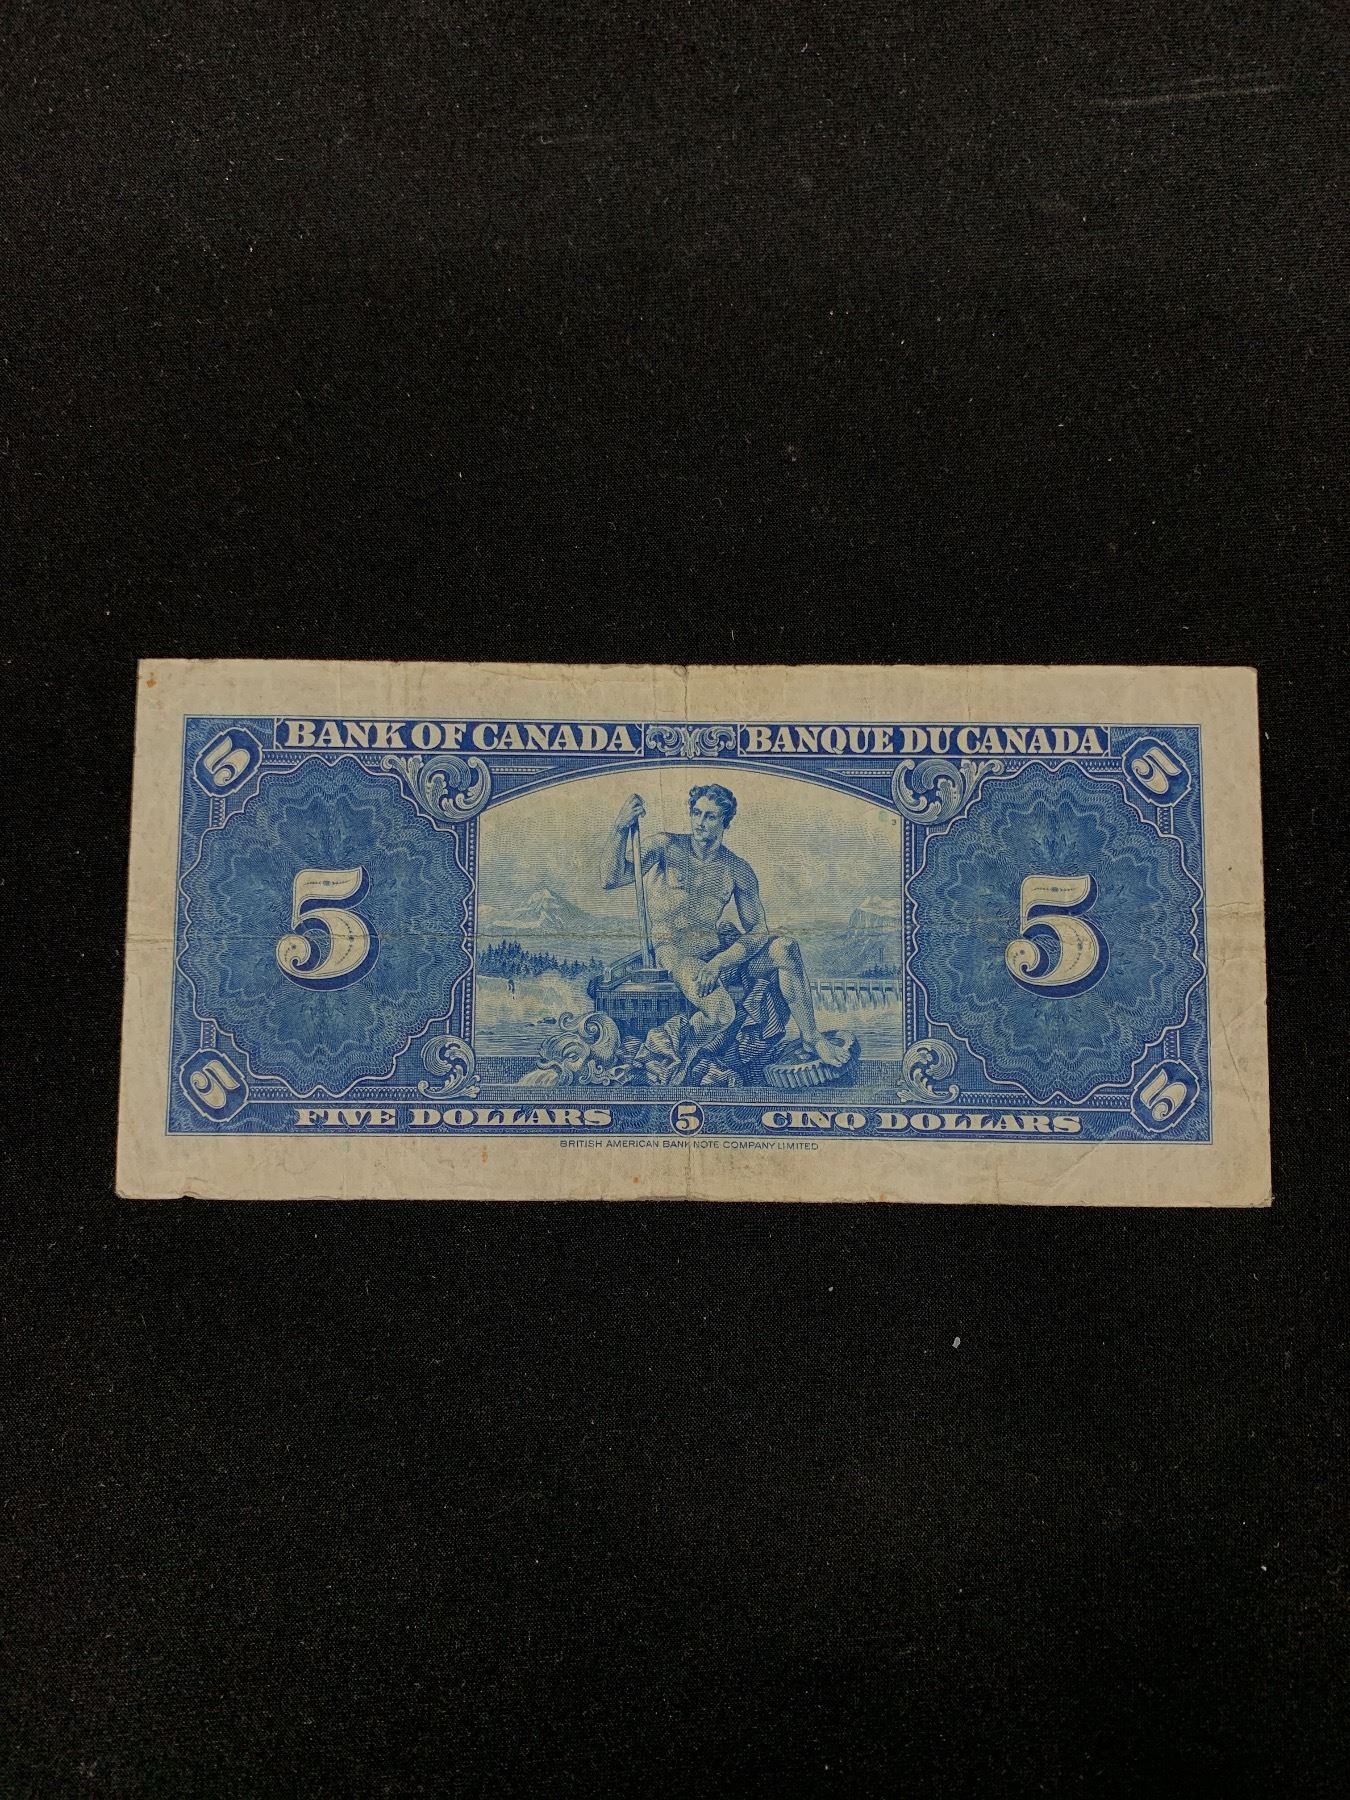 BANK OF CANADA BANQUE DU CANADA
5 5
3
5 5
5 5
FIVE DOLLARS 5 CINQ DOLLARS
BRITISH AMERICAN BANK NOTE COMPANY LIMITED